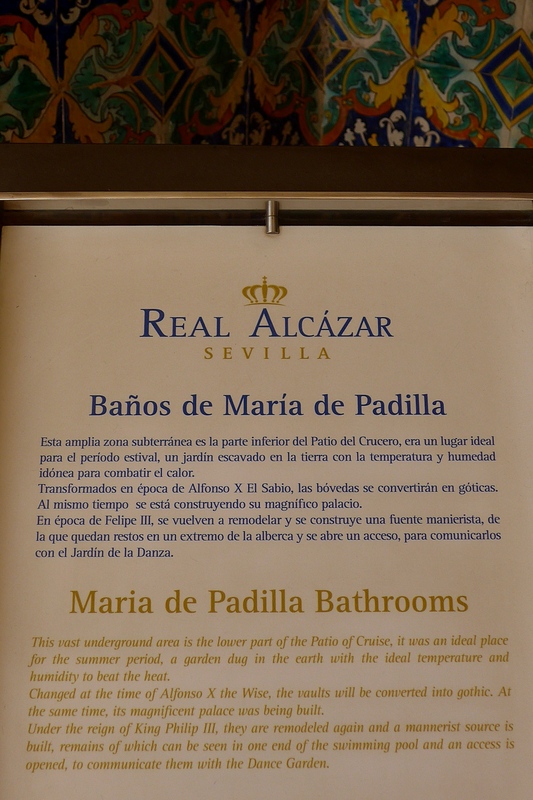 REAL ALCÁZAR
SEVILLA
Baños de María de Padilla
Esta amplia zona subterránea es la parte inferior del Patio del Crucero, era un lugar ideal
para el período estival, un jardín escavado en la tierra con la temperatura y humedad
idónea para combatir el calor.
Transformados en época de Alfonso X El Sabio, las bóvedas se convertirán en góticas.
Al mismo tiempo se está construyendo su magnífico palacio.
En época de Felipe III, se vuelven a remodelar y se construye una fuente manierista, de
la que quedan restos en un extremo de la alberca y se abre un acceso, para comunicarlos
con el Jardín de la Danza.
Maria de Padilla Bathrooms
This vast underground area is the lower part of the Patio of Cruise, it was an ideal place
for the summer period, a garden dug in the earth with the ideal temperature and
humidity to beat the heat.
Changed at the time of Alfonso X the Wise, the vaults will be converted into gothic. At
the same time, its magnificent palace was being built.
Under the reign of King Philip III, they are remodeled again and a mannerist source is
built, remains of which can be seen in one end of the swimming pool and an access is
opened, to communicate them with the Dance Garden.